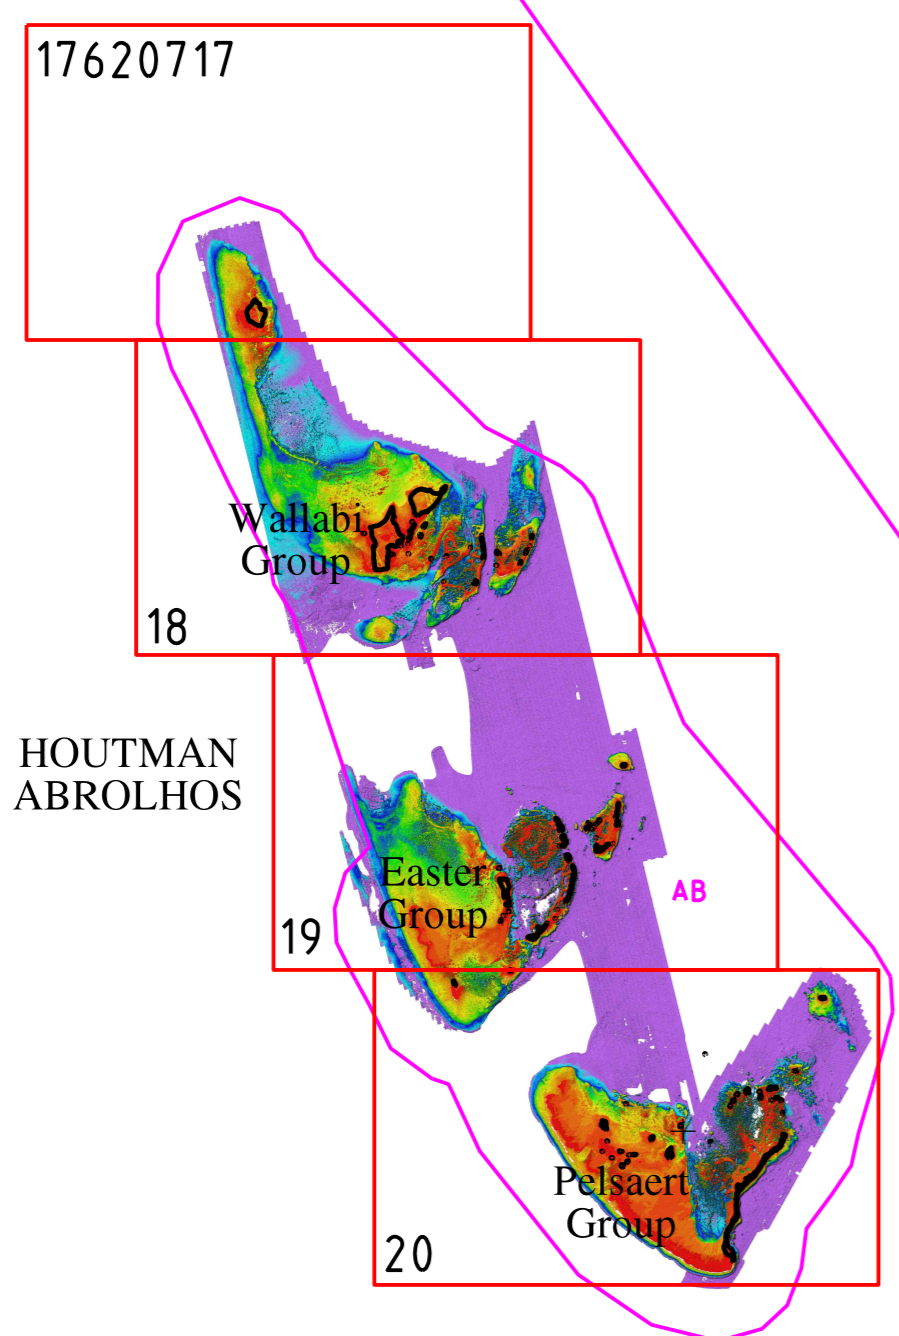 17620717
Wallabi
Group
18
HOUTMAN
ABROLHOS
Easter
Group
AB
19
Pelsaert
Group
20